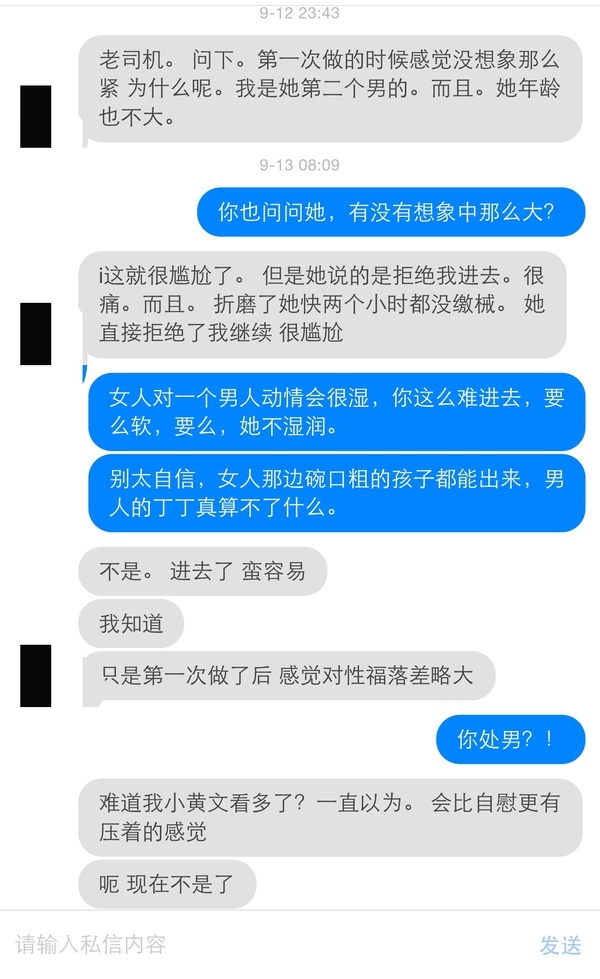 9-12 23:43
老司机。 问下。第一次做的时候感觉没想象那么
紧 为什么呢。我是她第二个男的。而且。她年龄
也不大。
9-13 08:09
你也问问她，有没有想象中那么大？
i这就很尴尬了。 但是她说的是拒绝我进去。很
痛。而且。 折磨了她快两个小时都没缴械。 她
直接拒绝了我继续 很尴尬
女人对一个男人动情会很湿，你这么难进去，要
么软，要么，她不湿润。
别太自信，女人那边碗口粗的孩子都能出来，男
人的丁丁真算不了什么。
不是。 进去了 蛮容易
我知道
只是第一次做了后 感觉对性福落差略大
你处男？！
难道我小黄文看多了？一直以为。 会比自慰更有
压着的感觉
呃 现在不是了
请输入私信内容
发送